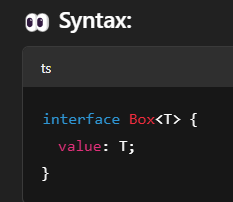 👀 Syntax:
ts
interface Box<T> {
  value: T;
}